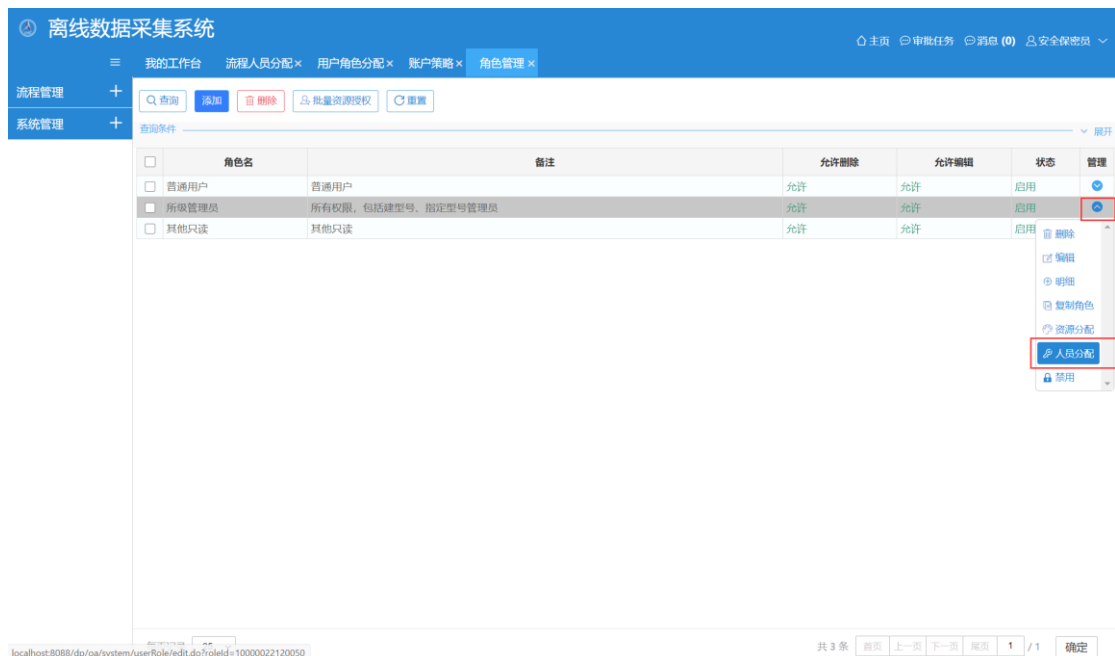 离线数据采集系统
主页 审批任务 消息 (0) 安全保密员
我的工作台 流程人员分配× 用户角色分配× 账户策略× 角色管理×
流程管理 +
系统管理 +
查询 添加 删除 批量资源授权 重置
查询条件 展开
角色名 备注 允许删除 允许编辑 状态 管理
普通用户 普通用户 允许 允许 启用
所级管理员 所有权限，包括建型号、指定型号管理员 允许 允许 启用
其他只读 其他只读 允许 允许 启用
删除
编辑
明细
复制角色
资源分配
人员分配
禁用
共 3 条 首页 上一页 下一页 尾页 1 / 1 确定
localhost:8088/dp/oa/system/userRole/edit.do?roleId=10000022120050